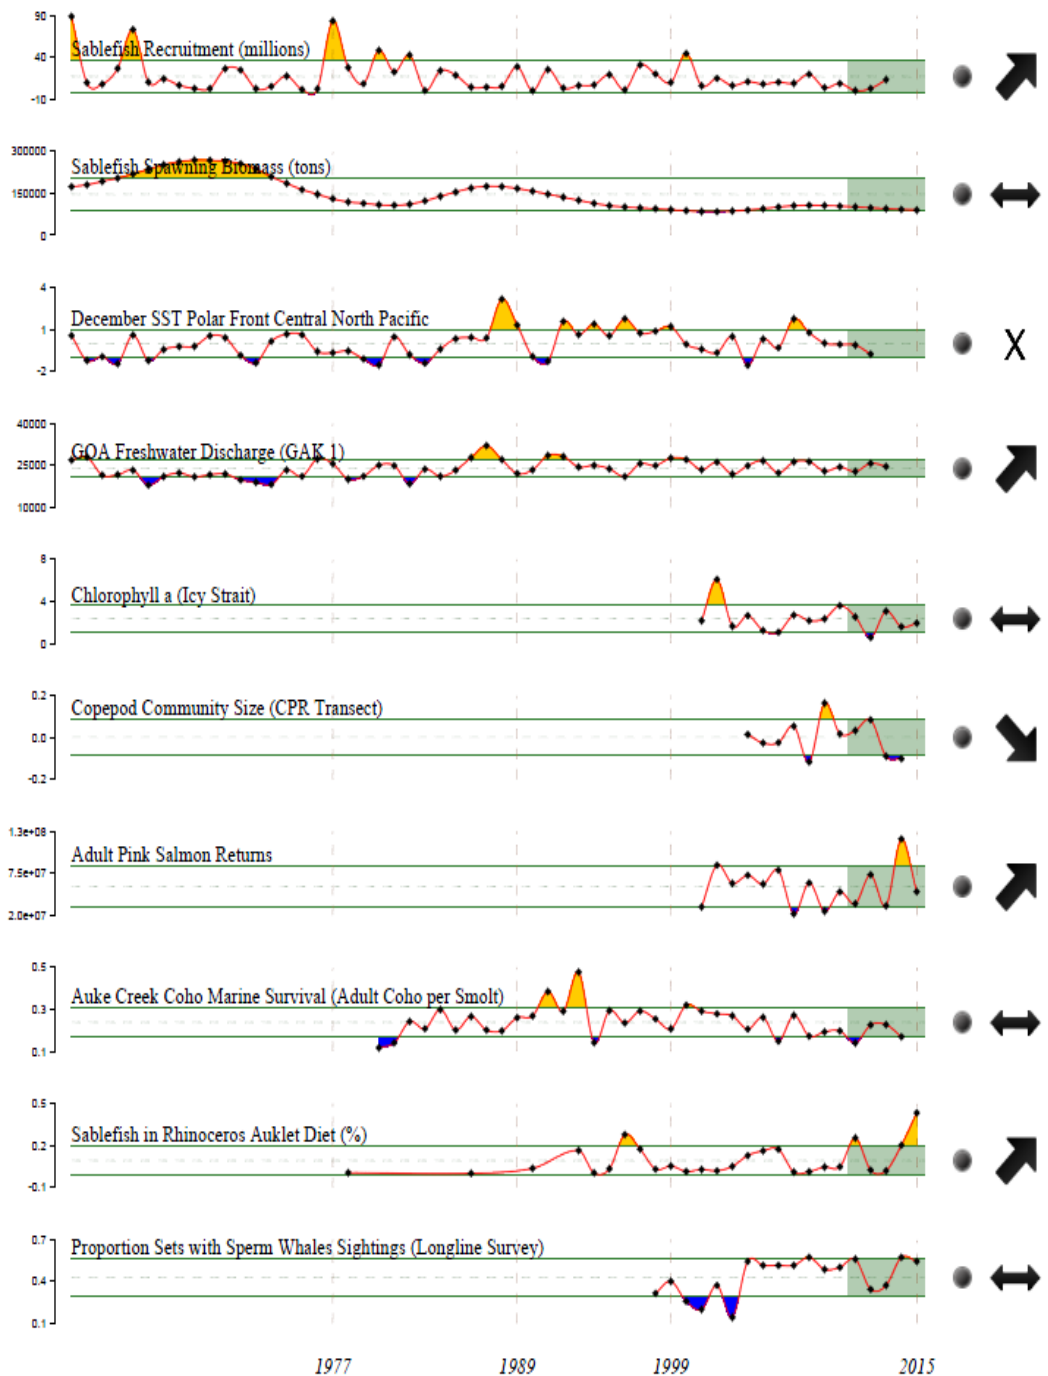 90
Sablefish Recruitment (millions)
40
-10
300000
Sablefish Spawning Biomass (tons)
150000
0
4
December SST Polar Front Central North Pacific
1
-2
X
40000
GOA Freshwater Discharge (GAK 1)
25000
10000
8
Chlorophyll a (Icy Strait)
4
0
0.2
Copepod Community Size (CPR Transect)
0.0
-0.2
1.3e+08
Adult Pink Salmon Returns
7.5e+07
2.0e+07
0.5
Auke Creek Coho Marine Survival (Adult Coho per Smolt)
0.3
0.1
0.5
Sablefish in Rhinoceros Auklet Diet (%)
0.2
-0.1
0.7
Proportion Sets with Sperm Whales Sightings (Longline Survey)
0.4
0.1
1977 1989 1999 2015